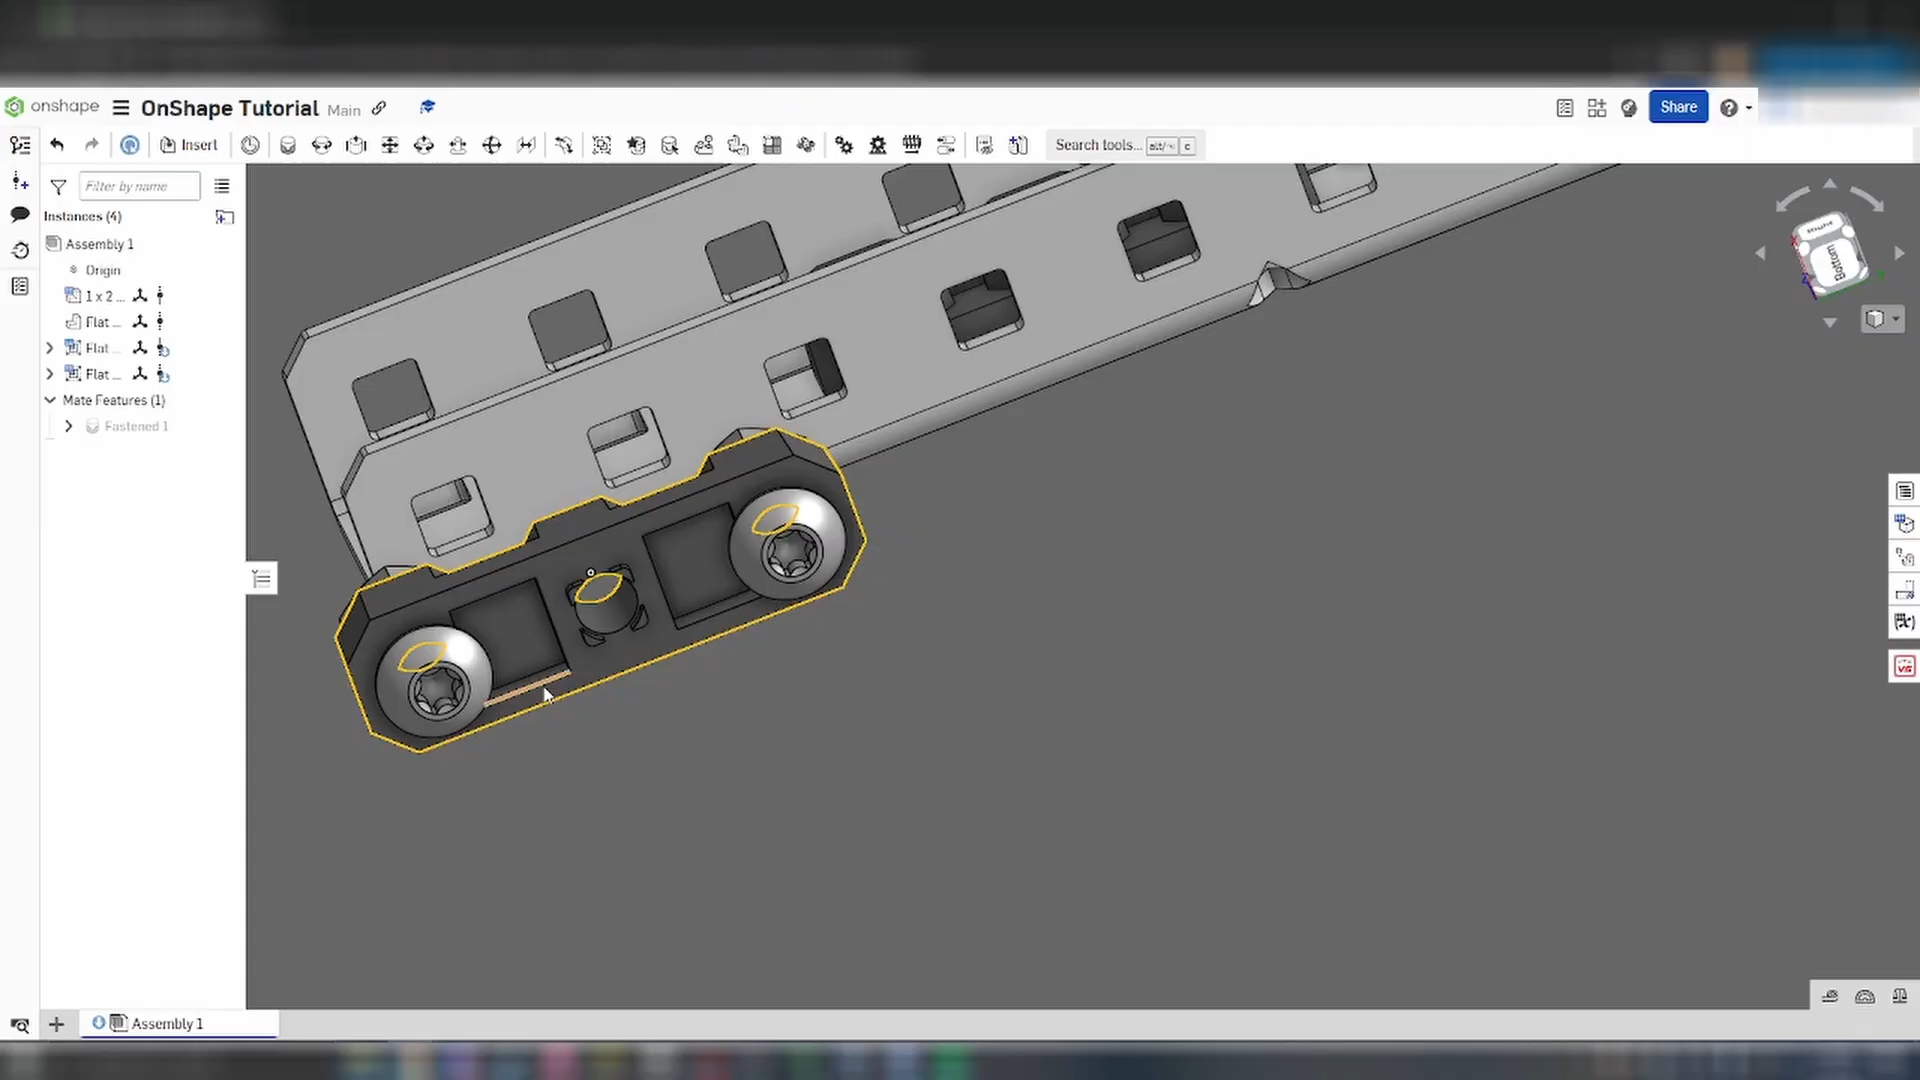 onshape
OnShape Tutorial Main
Share
Insert
Search tools... alt/⌥ c
Filter by name
Instances (4)
Assembly 1
Origin
1 x 2 ...
Flat ...
Flat ...
Flat ...
Mate Features (1)
Fastened 1
Bottom
X
Z
Assembly 1